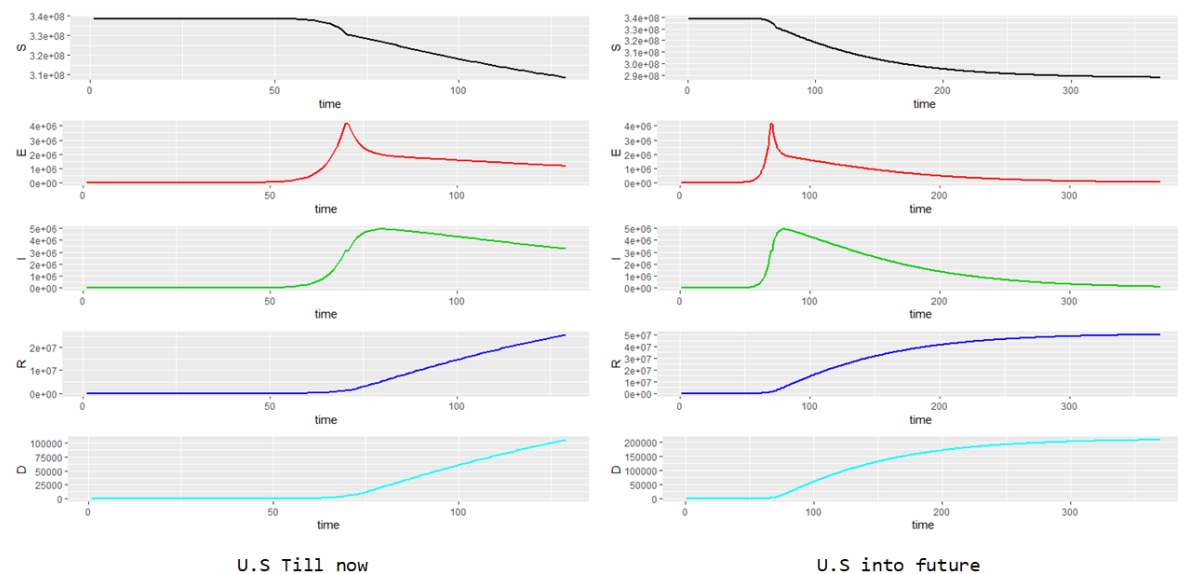 3.4e+08
3.3e+08
3.2e+08
3.1e+08
S
0 50 100
time
4e+06
3e+06
2e+06
1e+06
0e+00
E
0 50 100
time
5e+06
4e+06
3e+06
2e+06
1e+06
0e+00
I
0 50 100
time
2e+07
1e+07
0e+00
R
0 50 100
time
100000
75000
50000
25000
0
D
0 50 100
time
U.S Till now
3.4e+08
3.3e+08
3.2e+08
3.1e+08
3.0e+08
2.9e+08
S
0 100 200 300
time
4e+06
3e+06
2e+06
1e+06
0e+00
E
0 100 200 300
time
5e+06
4e+06
3e+06
2e+06
1e+06
0e+00
I
0 100 200 300
time
5e+07
4e+07
3e+07
2e+07
1e+07
0e+00
R
0 100 200 300
time
200000
150000
100000
50000
0
D
0 100 200 300
time
U.S into future